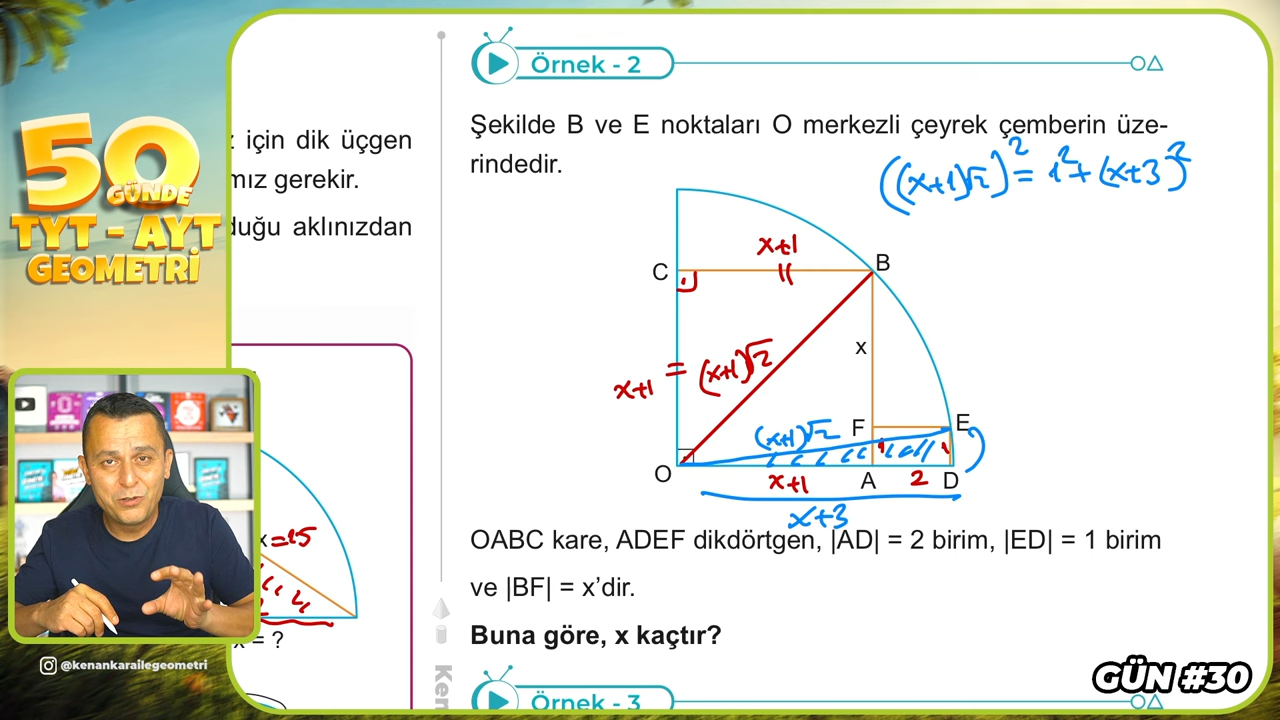 50
GÜNDE
TYT - AYT
GEOMETRİ
için dik üçgen
mız gerekir.
duğu aklınızdan
x = 15
x = ?
@kenankarailegeometri
Örnek - 2
Şekilde B ve E noktaları O merkezli çeyrek çemberin üze-
rindedir.
((x+1)√2)² = 1² + (x+3)²
x+1
C
B
x
x+1 = (x+1)√2
(x+1)√2
F
E
1
1
O
x+1
A
2
D
x+3
OABC kare, ADEF dikdörtgen, |AD| = 2 birim, |ED| = 1 birim
ve |BF| = x’dir.
Buna göre, x kaçtır?
Örnek - 3
Ken
GÜN #30